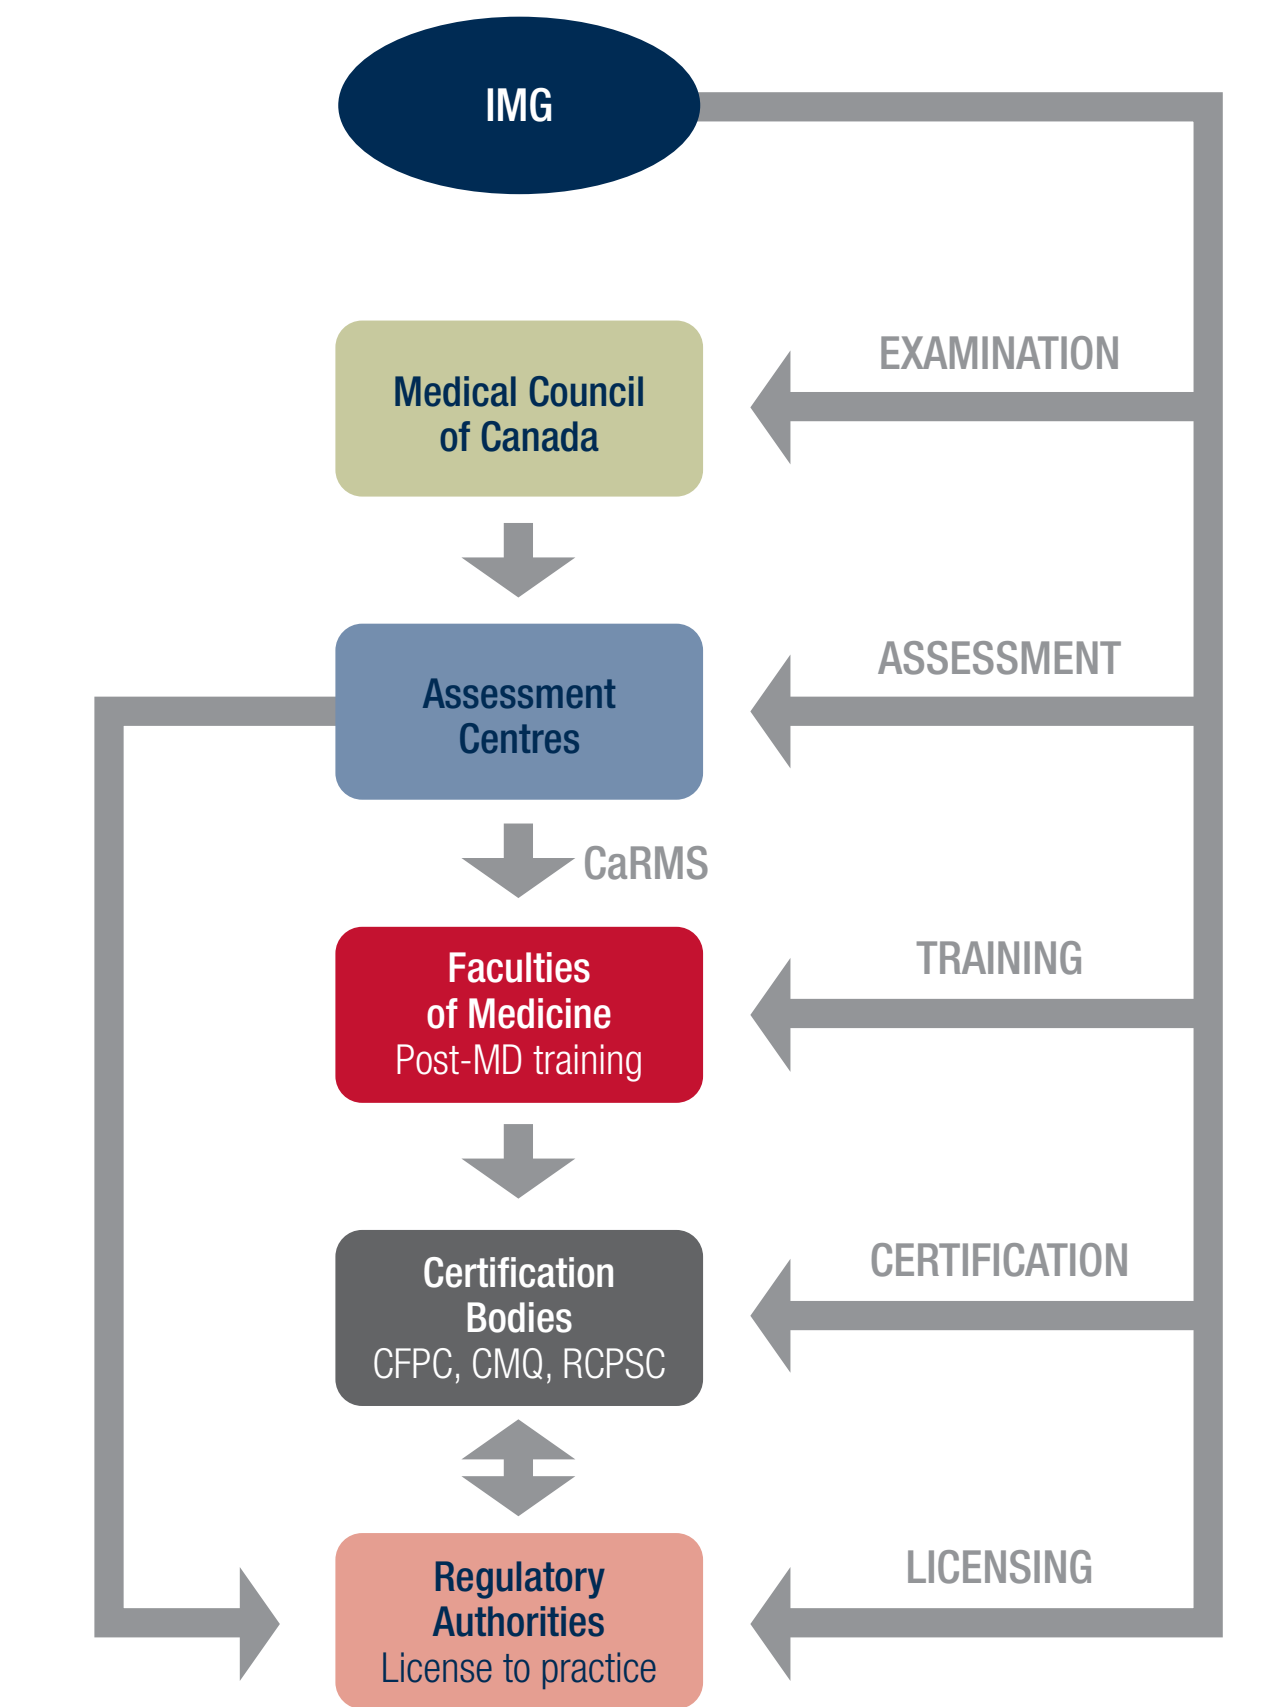 IMG
EXAMINATION
Medical Council
of Canada
ASSESSMENT
Assessment
Centres
CaRMS
TRAINING
Faculties
of Medicine
Post-MD training
CERTIFICATION
Certification
Bodies
CFPC, CMQ, RCPSC
LICENSING
Regulatory
Authorities
License to practice